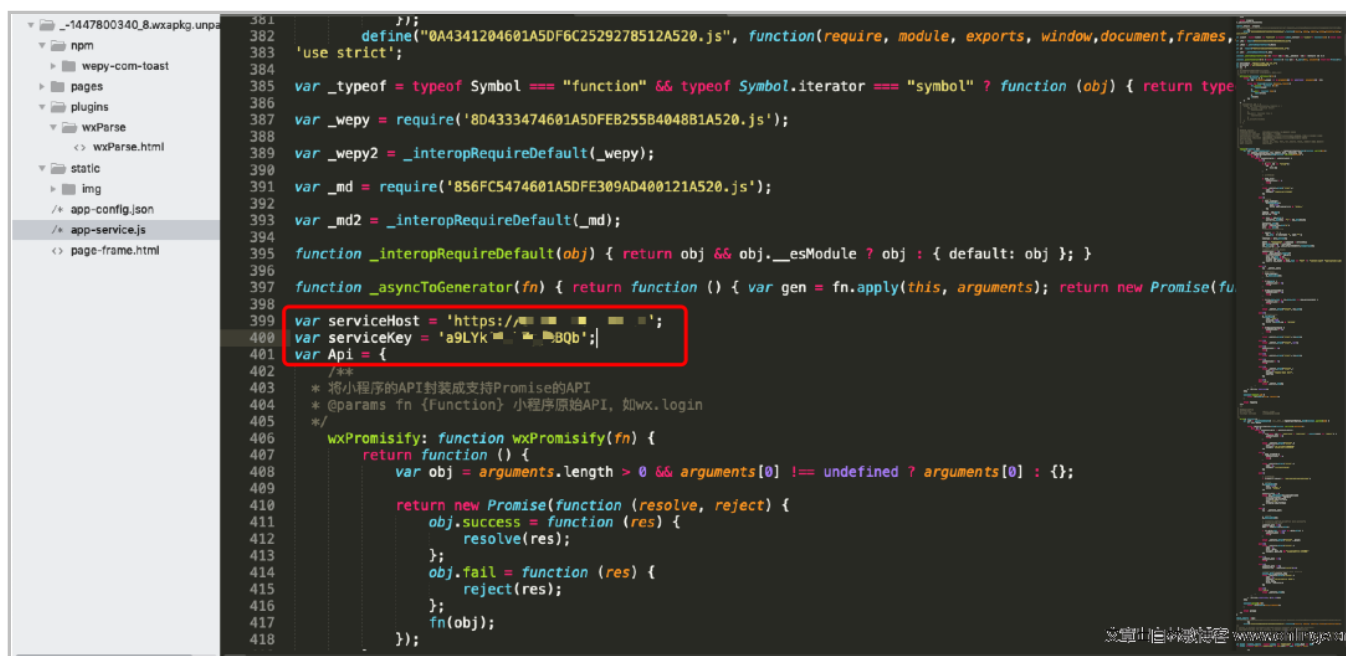 _-1447800340_8.wxapkg.unpa
npm
wepy-com-toast
pages
plugins
wxParse
<> wxParse.html
static
img
/* app-config.json
/* app-service.js
<> page-frame.html
381 });
382 define("0A4341204601A5DF6C2529278512A520.js", function(require, module, exports, window,document,frames,
383 'use strict';
384
385 var _typeof = typeof Symbol === "function" && typeof Symbol.iterator === "symbol" ? function (obj) { return type
386
387 var _wepy = require('8D4333474601A5DFEB255B4048B1A520.js');
388
389 var _wepy2 = _interopRequireDefault(_wepy);
390
391 var _md = require('856FC5474601A5DFE309AD400121A520.js');
392
393 var _md2 = _interopRequireDefault(_md);
394
395 function _interopRequireDefault(obj) { return obj && obj.__esModule ? obj : { default: obj }; }
396
397 function _asyncToGenerator(fn) { return function () { var gen = fn.apply(this, arguments); return new Promise(fu
398
399 var serviceHost = 'https:// ';
400 var serviceKey = 'a9LYk BQb';
401 var Api = {
402 /**
403 * 将小程序的API封装成支持Promise的API
404 * @params fn {Function} 小程序原始API，如wx.login
405 */
406 wxPromisify: function wxPromisify(fn) {
407 return function () {
408 var obj = arguments.length > 0 && arguments[0] !== undefined ? arguments[0] : {};
409
410 return new Promise(function (resolve, reject) {
411 obj.success = function (res) {
412 resolve(res);
413 };
414 obj.fail = function (res) {
415 reject(res);
416 };
417 fn(obj);
418 });